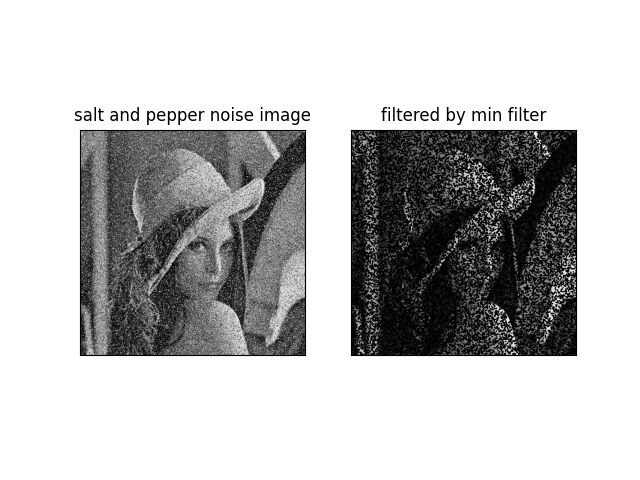 salt and pepper noise image
filtered by min filter